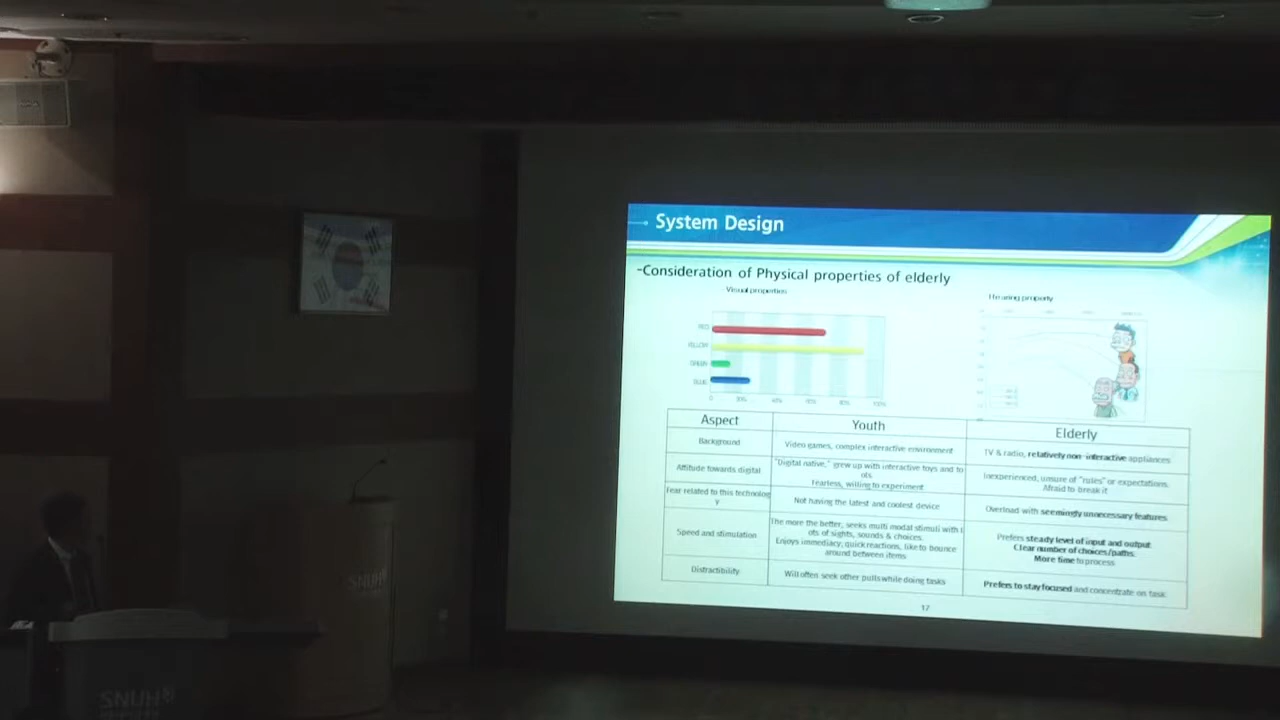 System Design
-Consideration of Physical properties of elderly
Visual properties
Hearing property
RED
YELLOW
GREEN
BLUE
0
Aspect
Youth
Elderly
Background
Video games, complex interactive environment
TV & radio, relatively non-interactive appliances
Attitude towards digital
"Digital native," grew up with interactive toys and to
ols.
Fearless, willing to experiment
Inexperienced, unsure of "rules" or expectations.
Afraid to break it
Fear related to this technolog
y
Not having the latest and coolest device
Overload with seemingly unnecessary features.
Speed and stimulation
The more the better, seeks multi modal stimuli with l
ots of sights, sounds & choices.
Enjoys immediacy, quick reactions, like to bounce
around between items
Prefers steady level of input and output.
Clear number of choices/paths.
More time to process
Distractibility
Will often seek other pulls while doing tasks
Prefers to stay focused and concentrate on task
17
SNUH
SNUH